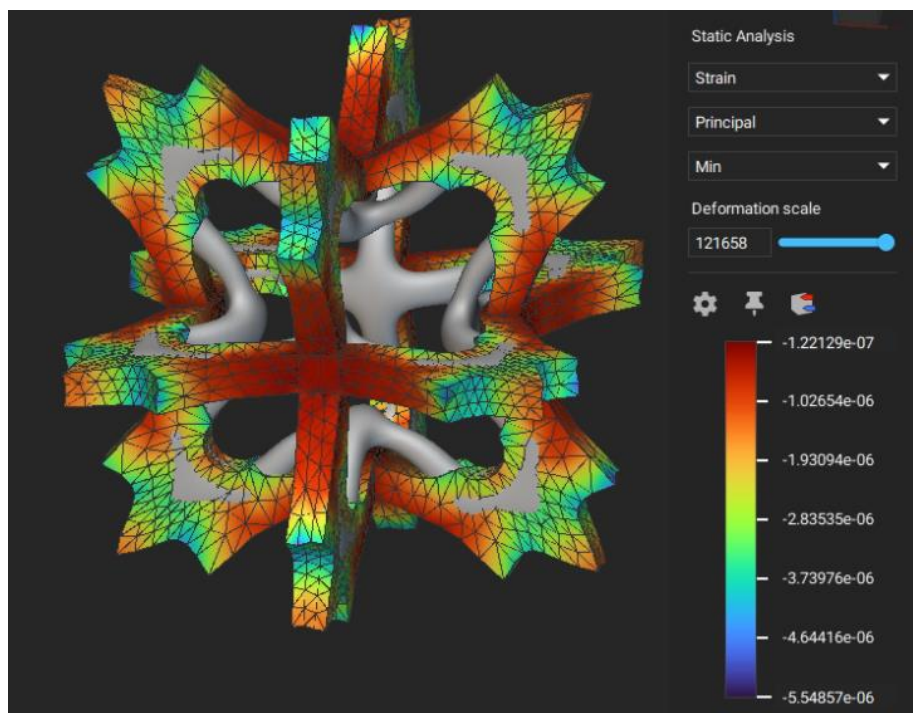 Static Analysis
Strain
Principal
Min
Deformation scale
121658
-1.22129e-07
-1.02654e-06
-1.93094e-06
-2.83535e-06
-3.73976e-06
-4.64416e-06
-5.54857e-06